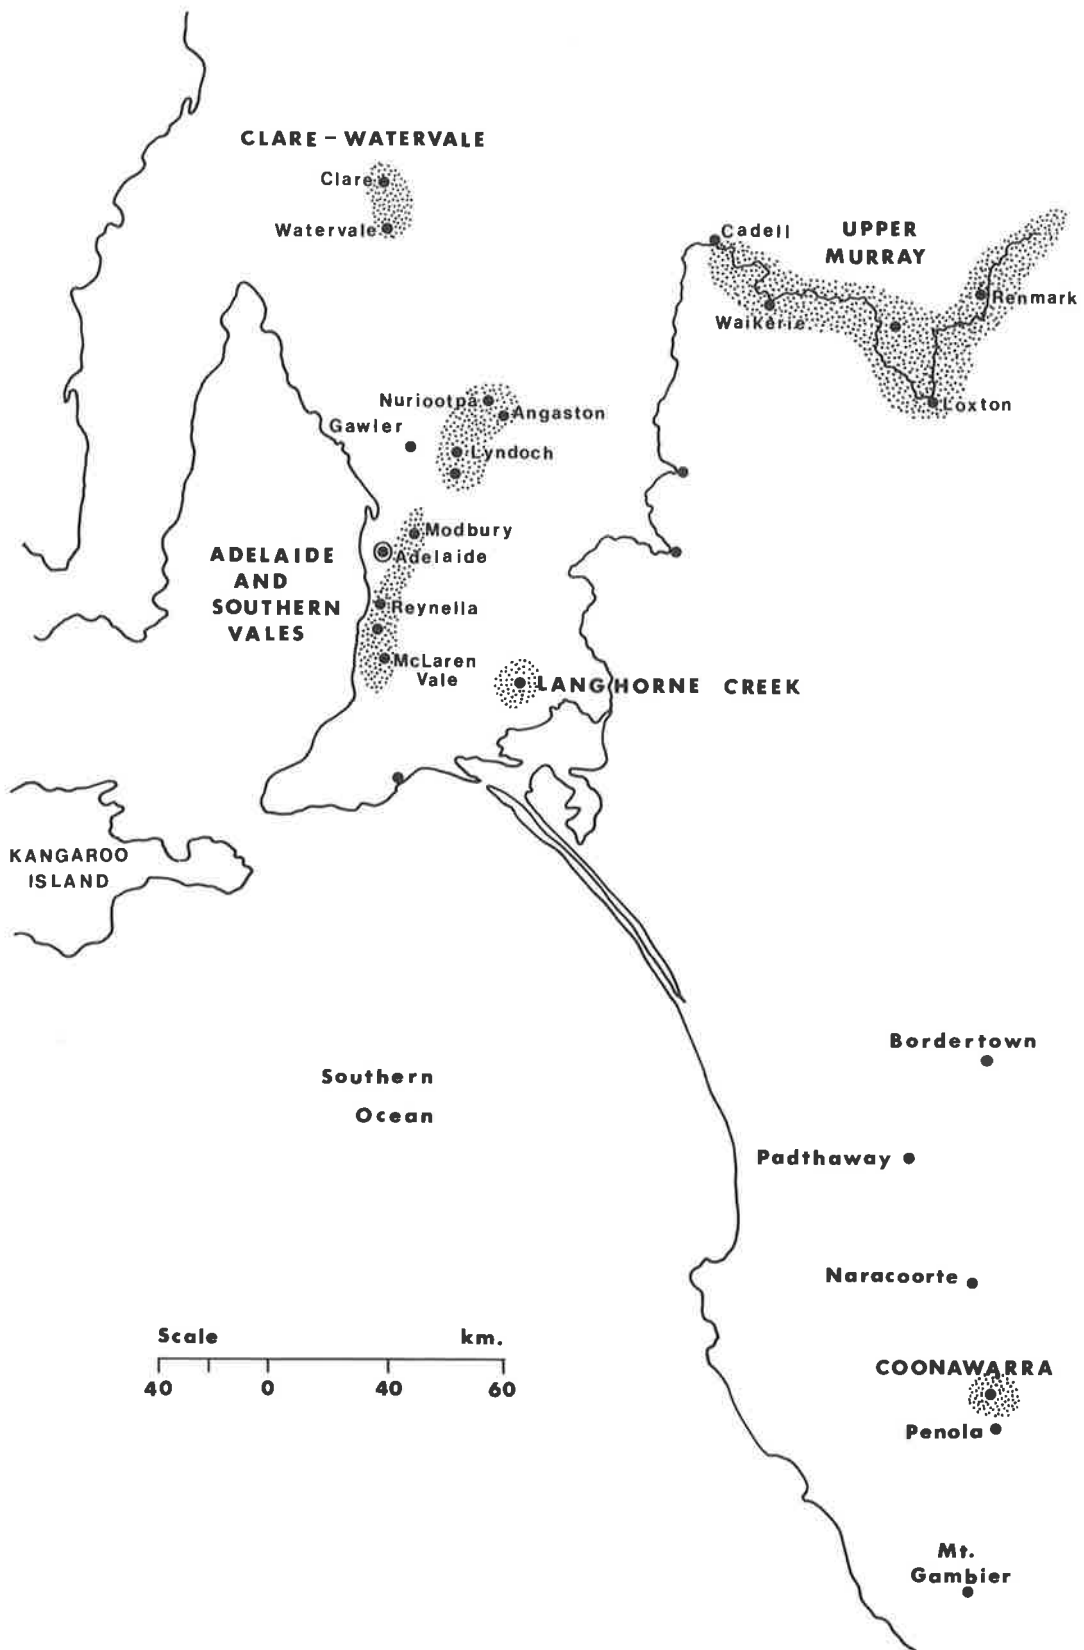 CLARE – WATERVALE
Clare
Watervale
Cadell
UPPER
MURRAY
Renmark
Waikerie
Loxton
Nuriootpa
Angaston
Gawler
Lyndoch
Modbury
ADELAIDE
AND
SOUTHERN
VALES
Adelaide
Reynella
McLaren
Vale
LANGHORNE CREEK
KANGAROO
ISLAND
Southern
Ocean
Bordertown
Padthaway
Naracoorte
Scale km.
40 0 40 60
COONAWARRA
Penola
Mt.
Gambier